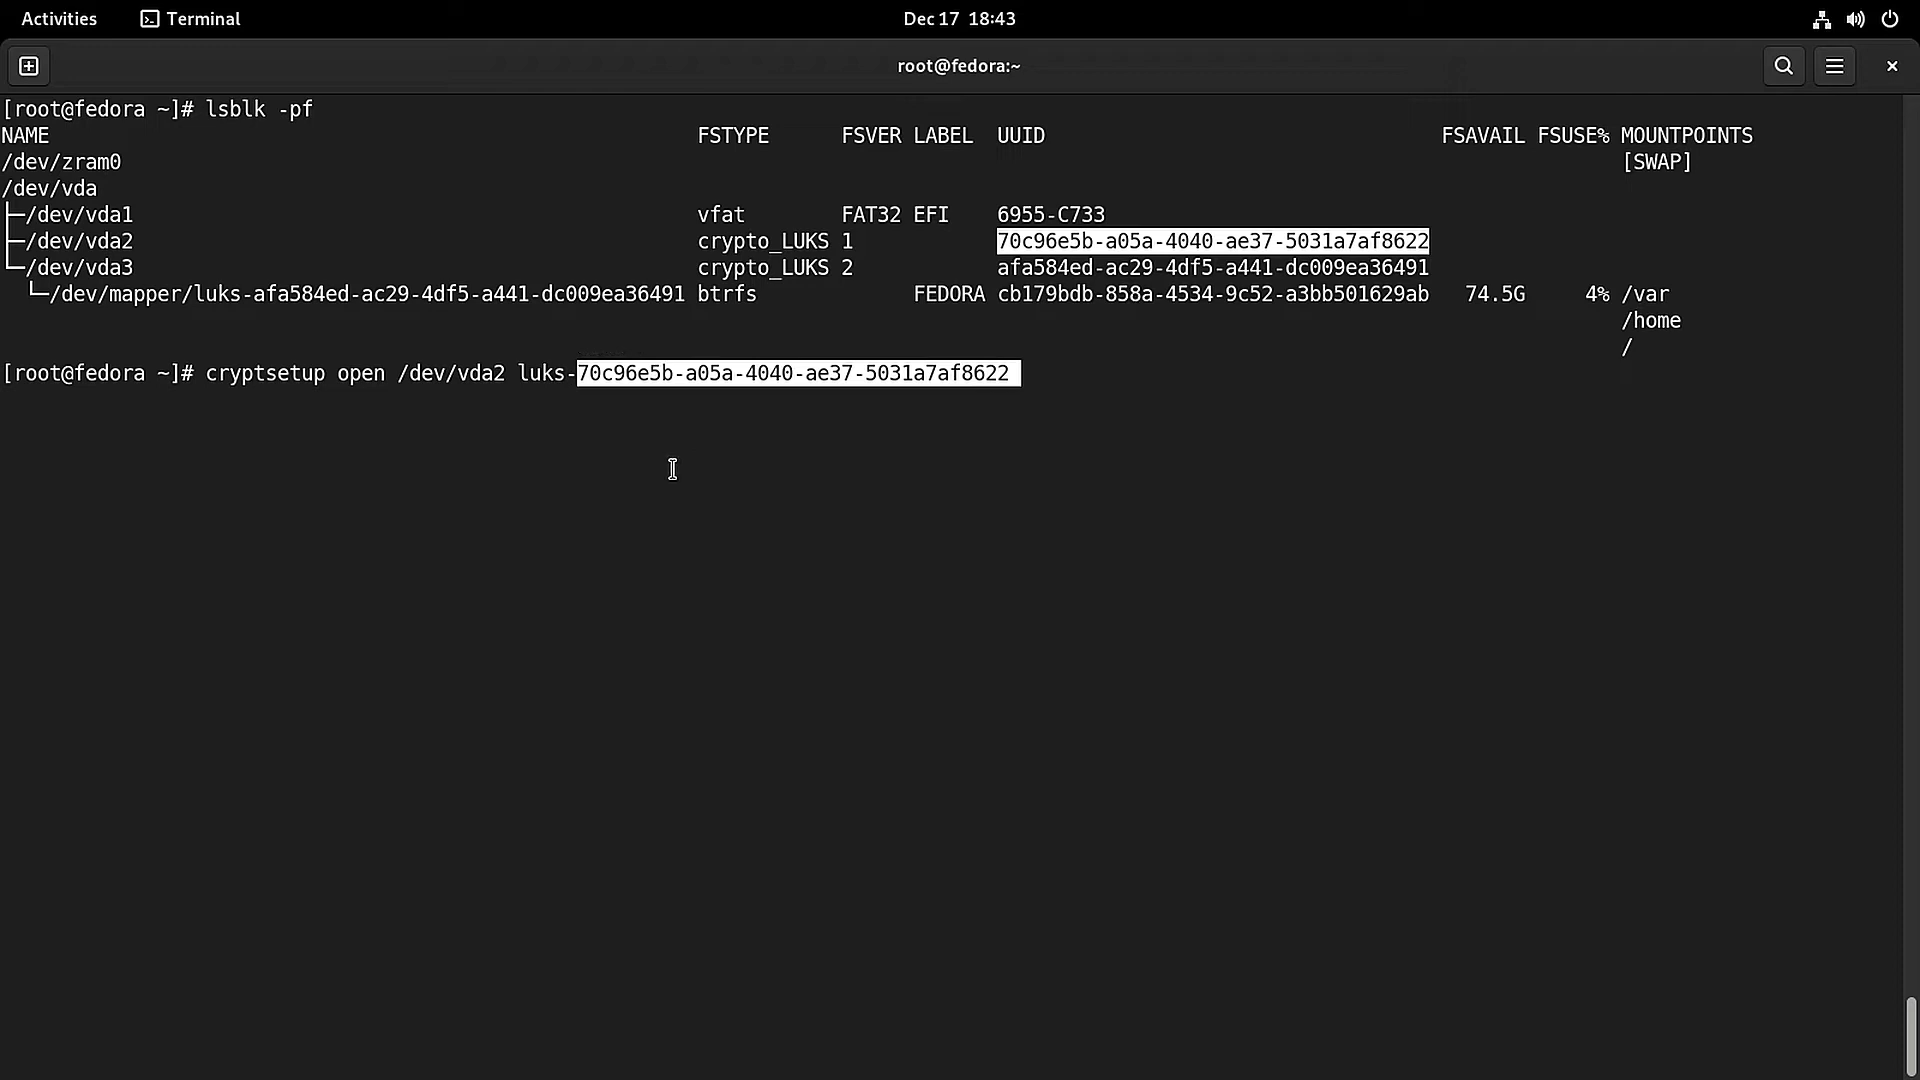 Activities Terminal Dec 17 18:43
root@fedora:~
[root@fedora ~]# lsblk -pf
NAME FSTYPE FSVER LABEL UUID FSAVAIL FSUSE% MOUNTPOINTS
/dev/zram0 [SWAP]
/dev/vda
├─/dev/vda1 vfat FAT32 EFI 6955-C733
├─/dev/vda2 crypto_LUKS 1 70c96e5b-a05a-4040-ae37-5031a7af8622
└─/dev/vda3 crypto_LUKS 2 afa584ed-ac29-4df5-a441-dc009ea36491
└─/dev/mapper/luks-afa584ed-ac29-4df5-a441-dc009ea36491 btrfs FEDORA cb179bdb-858a-4534-9c52-a3bb501629ab 74.5G 4% /var
/home
/
[root@fedora ~]# cryptsetup open /dev/vda2 luks-70c96e5b-a05a-4040-ae37-5031a7af8622